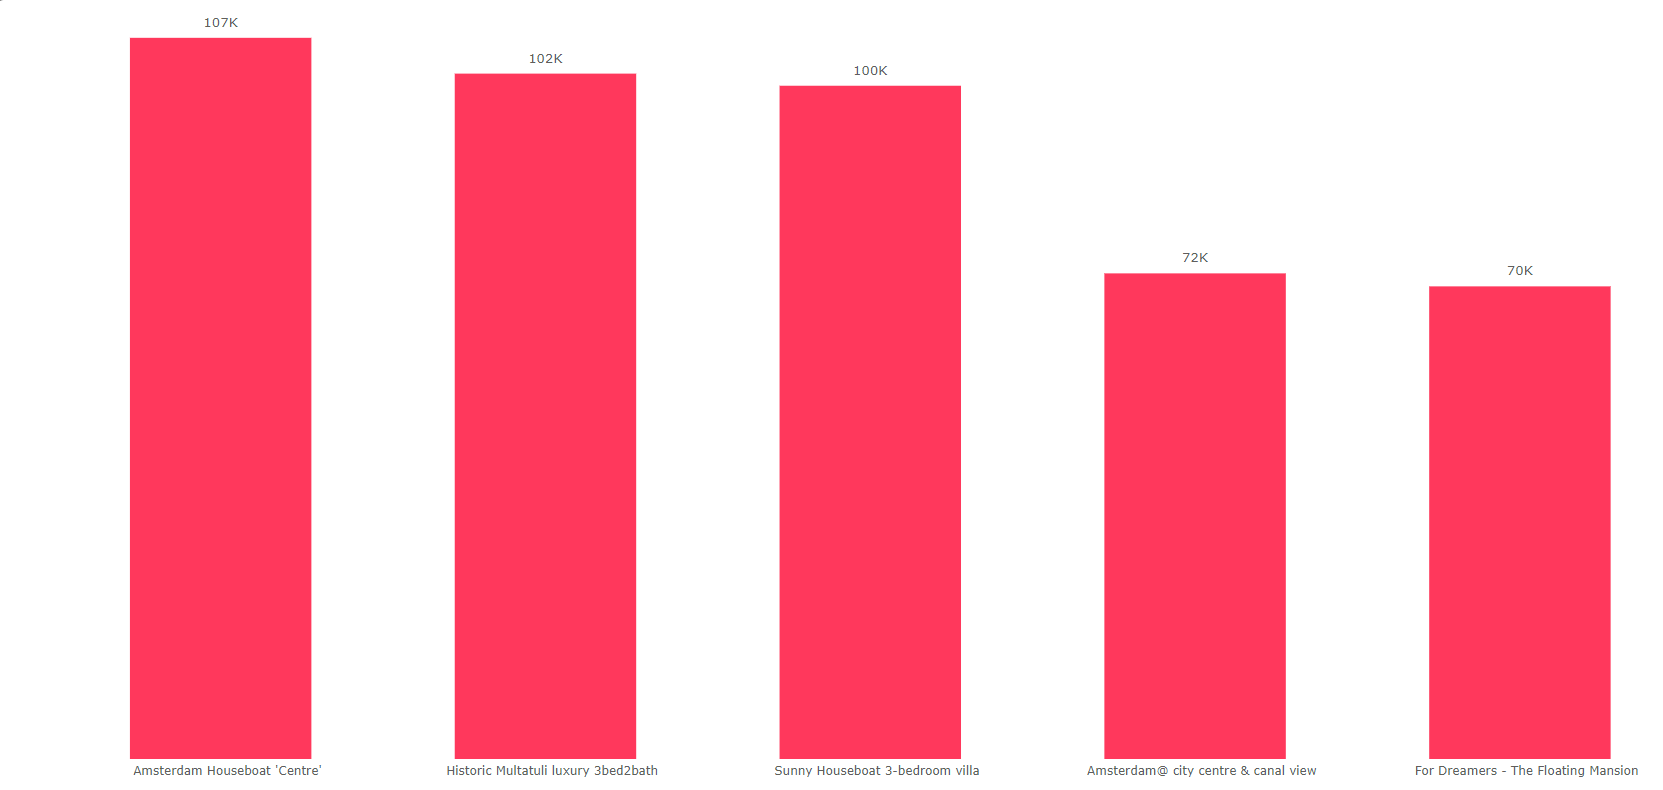 107K
102K
100K
72K
70K
Amsterdam Houseboat 'Centre'
Historic Multatuli luxury 3bed2bath
Sunny Houseboat 3-bedroom villa
Amsterdam@ city centre & canal view
For Dreamers - The Floating Mansion